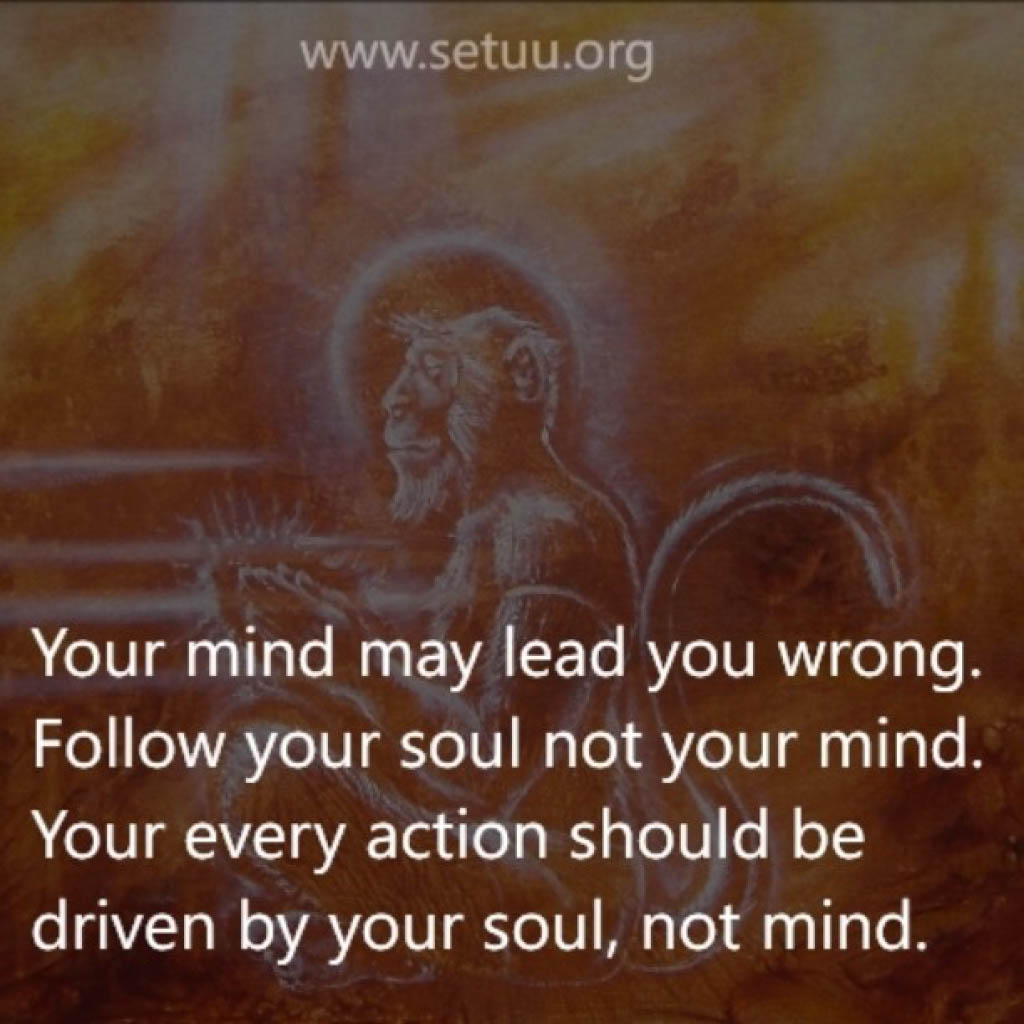 www.setuu.org
Your mind may lead you wrong.
Follow your soul not your mind.
Your every action should be
driven by your soul, not mind.